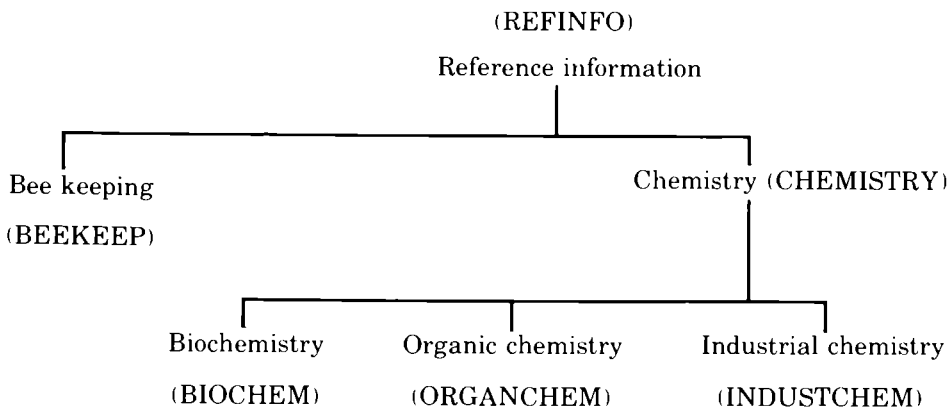 (REFINFO)
Reference information
Bee keeping
(BEEKEEP)
Chemistry (CHEMISTRY)
Biochemistry
(BIOCHEM)
Organic chemistry
(ORGANCHEM)
Industrial chemistry
(INDUSTCHEM)